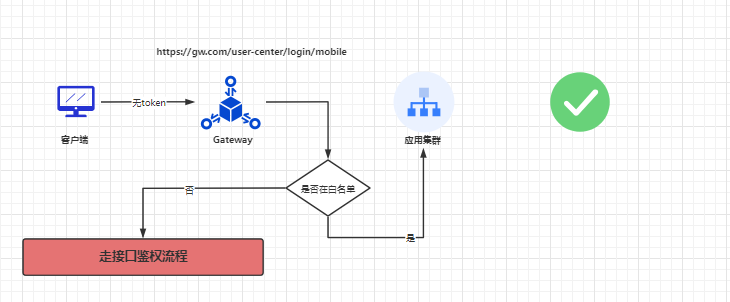 https://gw.com/user-center/login/mobile
无token
客户端
Gateway
应用集群
是否在白名单
否
是
走接口鉴权流程